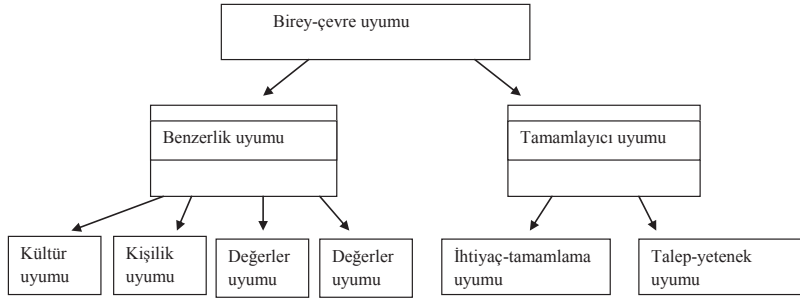 Birey-çevre uyumu
Benzerlik uyumu
Tamamlayıcı uyumu
Kültür
uyumu
Kişilik
uyumu
Değerler
uyumu
Değerler
uyumu
İhtiyaç-tamamlama
uyumu
Talep-yetenek
uyumu